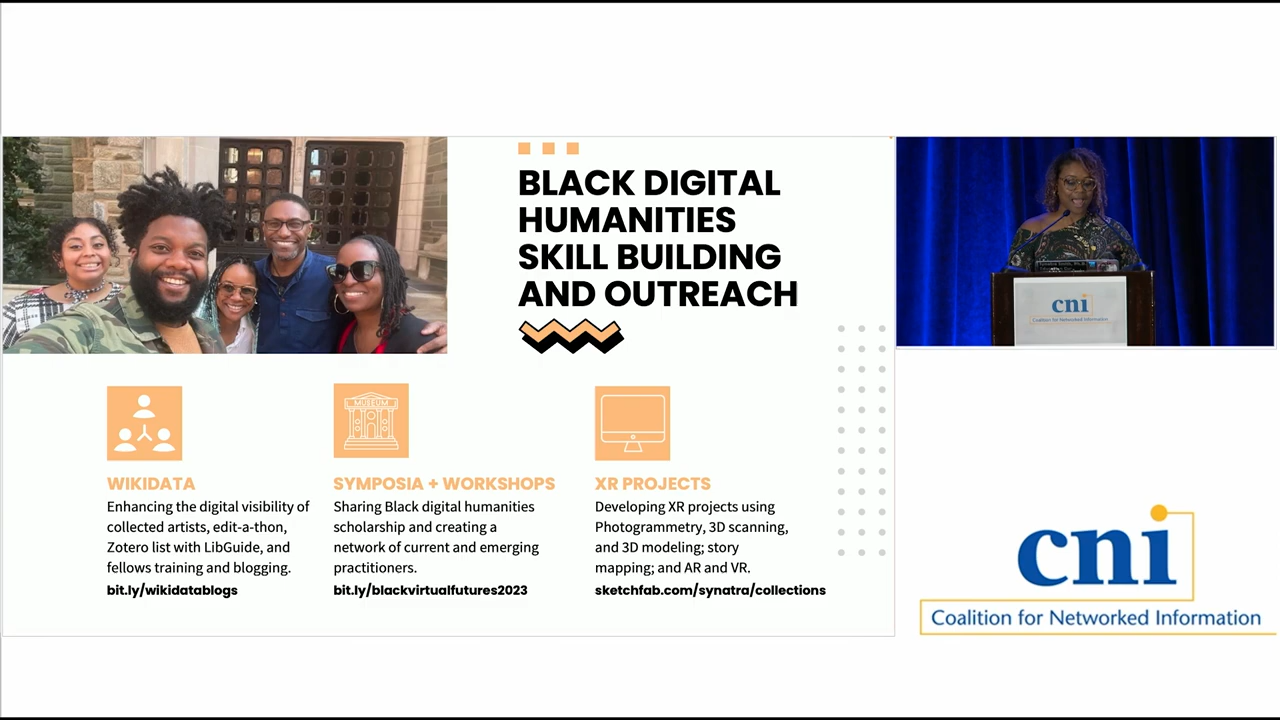 BLACK DIGITAL
HUMANITIES
SKILL BUILDING
AND OUTREACH
MUSEUM
WIKIDATA
Enhancing the digital visibility of
collected artists, edit-a-thon,
Zotero list with LibGuide, and
fellows training and blogging.
bit.ly/wikidatablogs
SYMPOSIA + WORKSHOPS
Sharing Black digital humanities
scholarship and creating a
network of current and emerging
practitioners.
bit.ly/blackvirtualfutures2023
XR PROJECTS
Developing XR projects using
Photogrammetry, 3D scanning,
and 3D modeling; story
mapping; and AR and VR.
sketchfab.com/synatra/collections
cni
Coalition for Networked Information
cni
Coalition for Networked Information